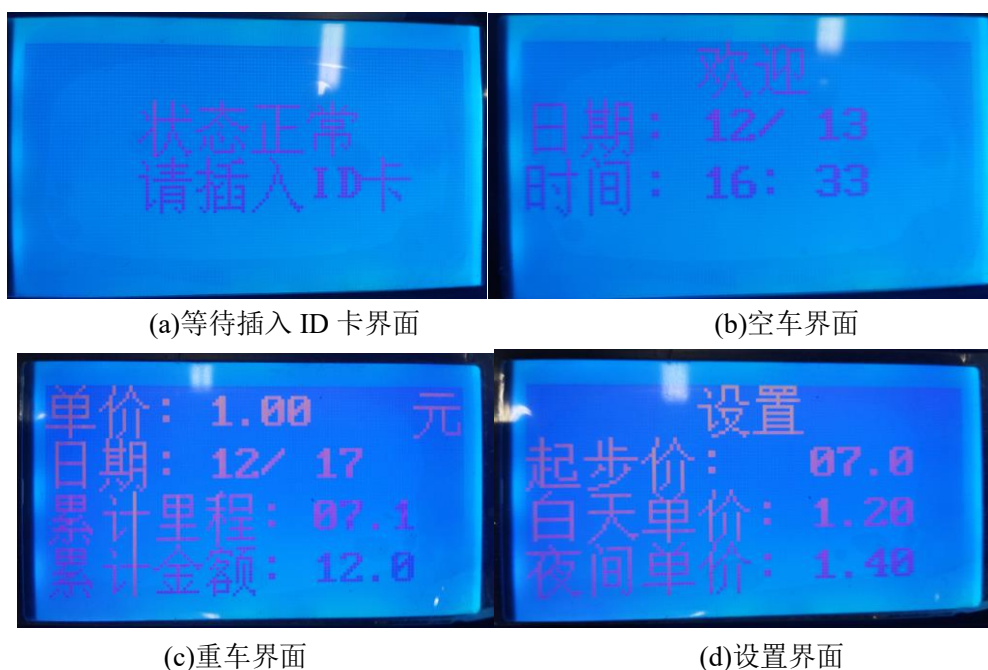 状态正常
请插入ID卡
欢迎
日期: 12/ 13
时间: 16: 33
(a)等待插入 ID 卡界面
(b)空车界面
单价: 1.00 元
日期: 12/ 17
累计里程: 07.1
累计金额: 12.0
设置
起步价: 07.0
白天单价: 1.20
夜间单价: 1.40
(c)重车界面
(d)设置界面